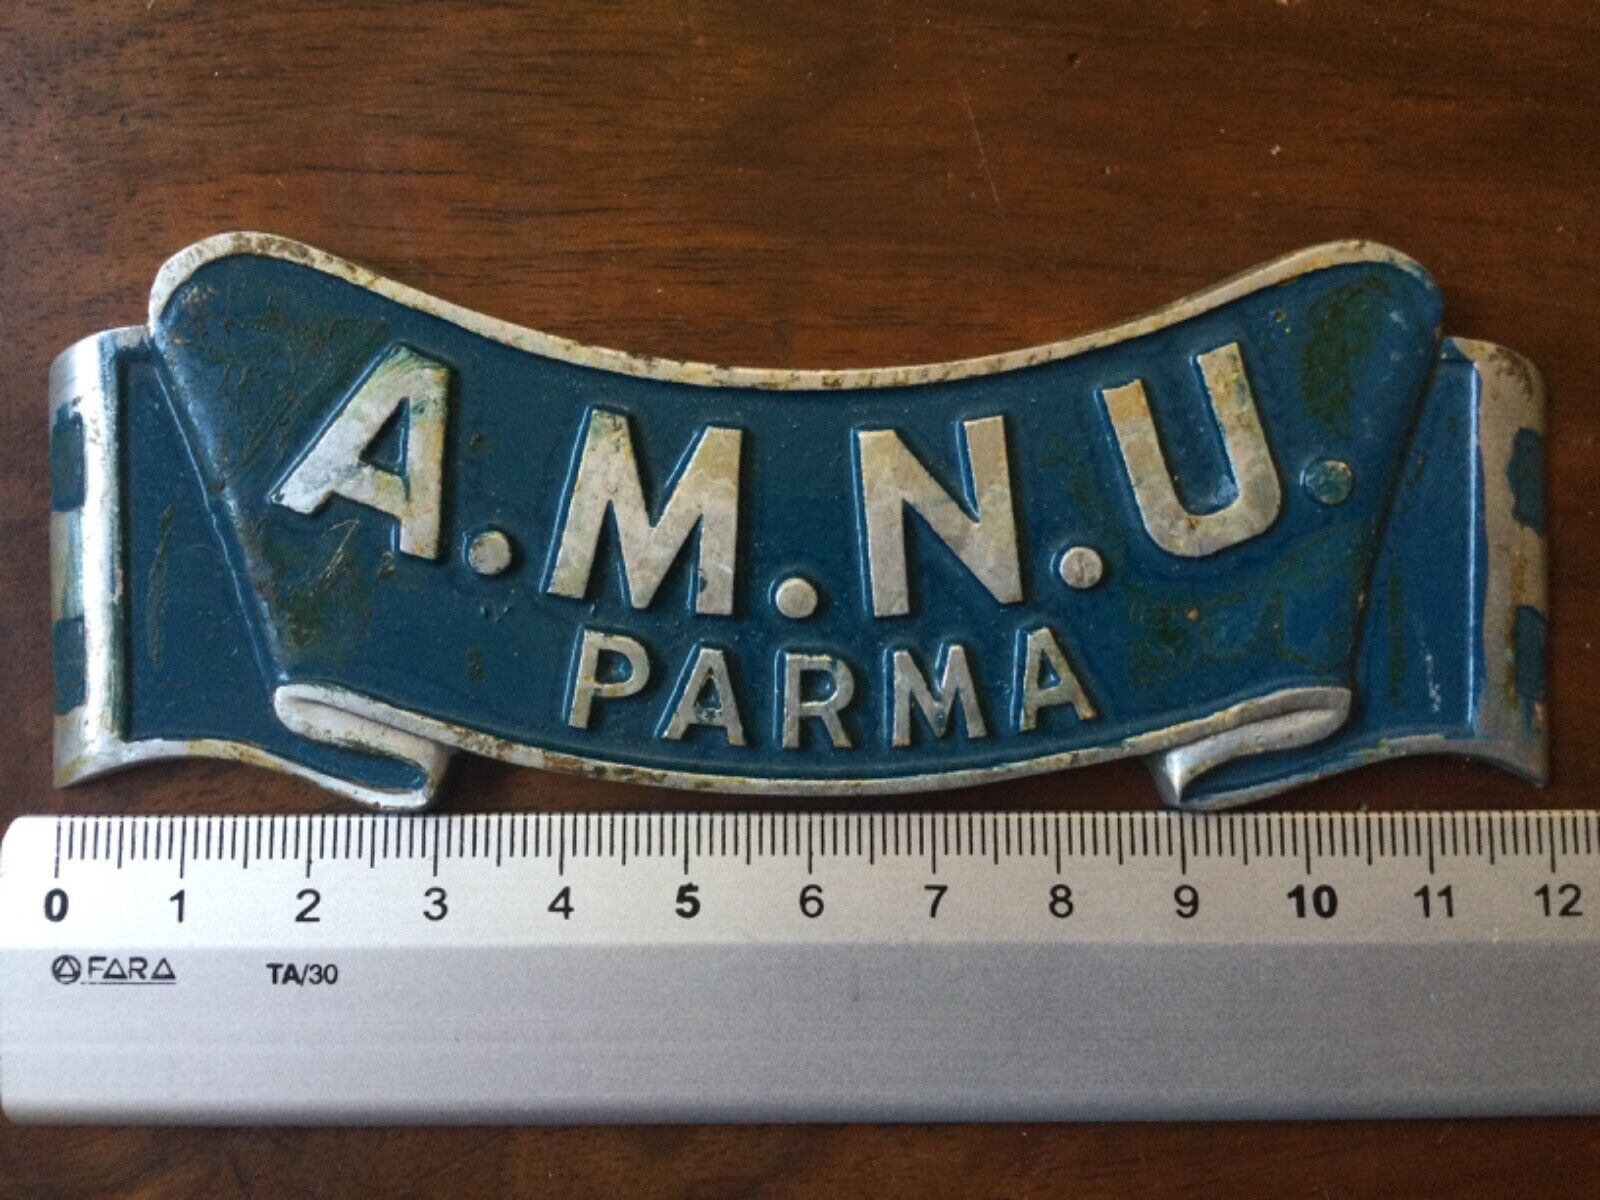 A.M.N.U.
PARMA
0 1 2 3 4 5 6 7 8 9 10 11 12
FARA TA/30